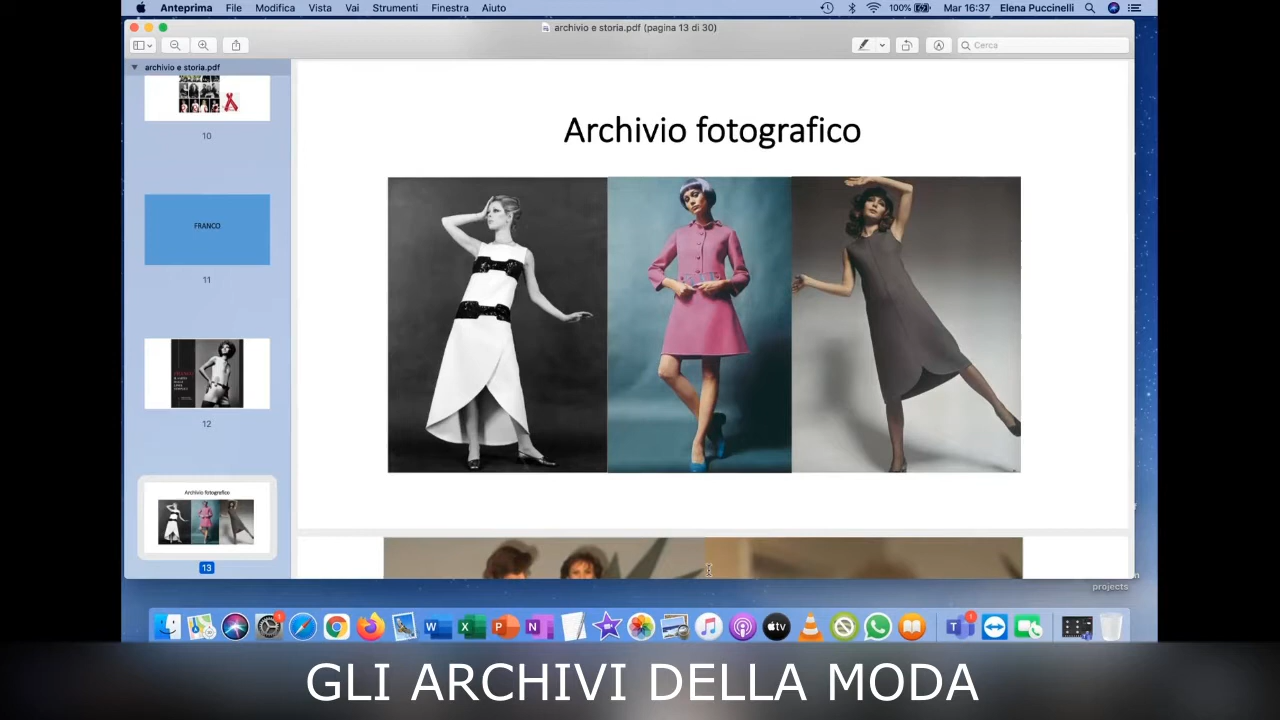 Anteprima File Modifica Vista Vai Strumenti Finestra Aiuto 100% Mar 16:37 Elena Puccinelli
archivio e storia.pdf (pagina 13 di 30)
Cerca
archivio e storia.pdf
10
FRANCO
11
12
Archivio fotografico
13
Archivio fotografico
projects
GLI ARCHIVI DELLA MODA